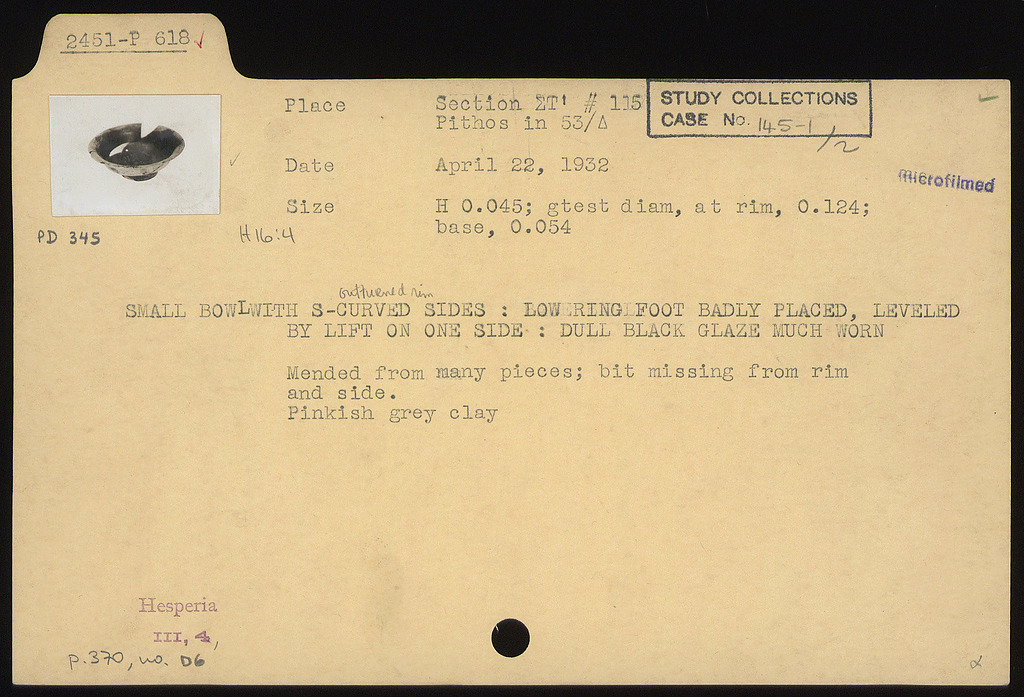 2451-P 618
Place Section ΣΤ' # 115
Pithos in 53/Δ
STUDY COLLECTIONS
CASE No. 145-1/2
Date April 22, 1932
microfilmed
Size H 0.045; gtest diam, at rim, 0.124;
base, 0.054
PD 345 H16:4
outturned rim
SMALL BOWL WITH S-CURVED SIDES : LOW RING FOOT BADLY PLACED, LEVELED
BY LIFT ON ONE SIDE : DULL BLACK GLAZE MUCH WORN
Mended from many pieces; bit missing from rim
and side.
Pinkish grey clay
Hesperia
III, 4,
p.370, no. D6
α